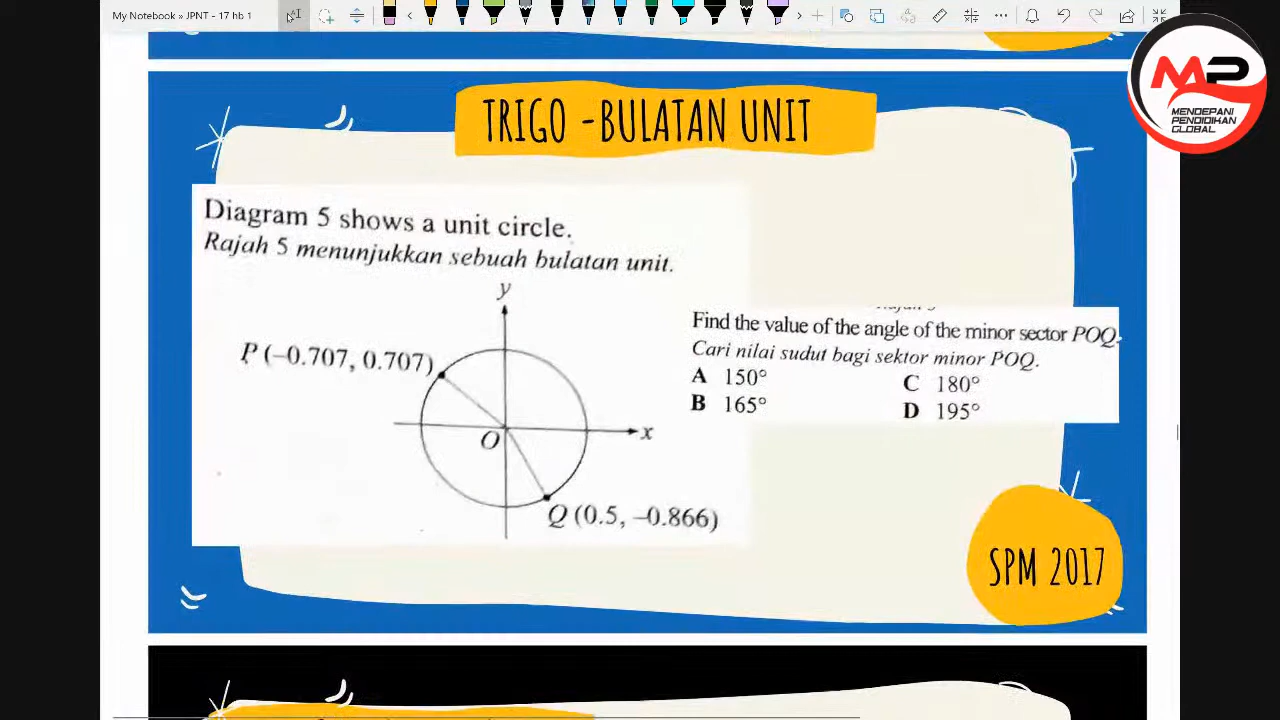 My Notebook » JPNT - 17 hb 1
MP
MENDEPANI
PENDIDIKAN
GLOBAL
TRIGO -BULATAN UNIT
Diagram 5 shows a unit circle.
Rajah 5 menunjukkan sebuah bulatan unit.
y
P (–0.707, 0.707)
O
x
Q (0.5, –0.866)
Find the value of the angle of the minor sector POQ.
Cari nilai sudut bagi sektor minor POQ.
A 150° C 180°
B 165° D 195°
SPM 2017